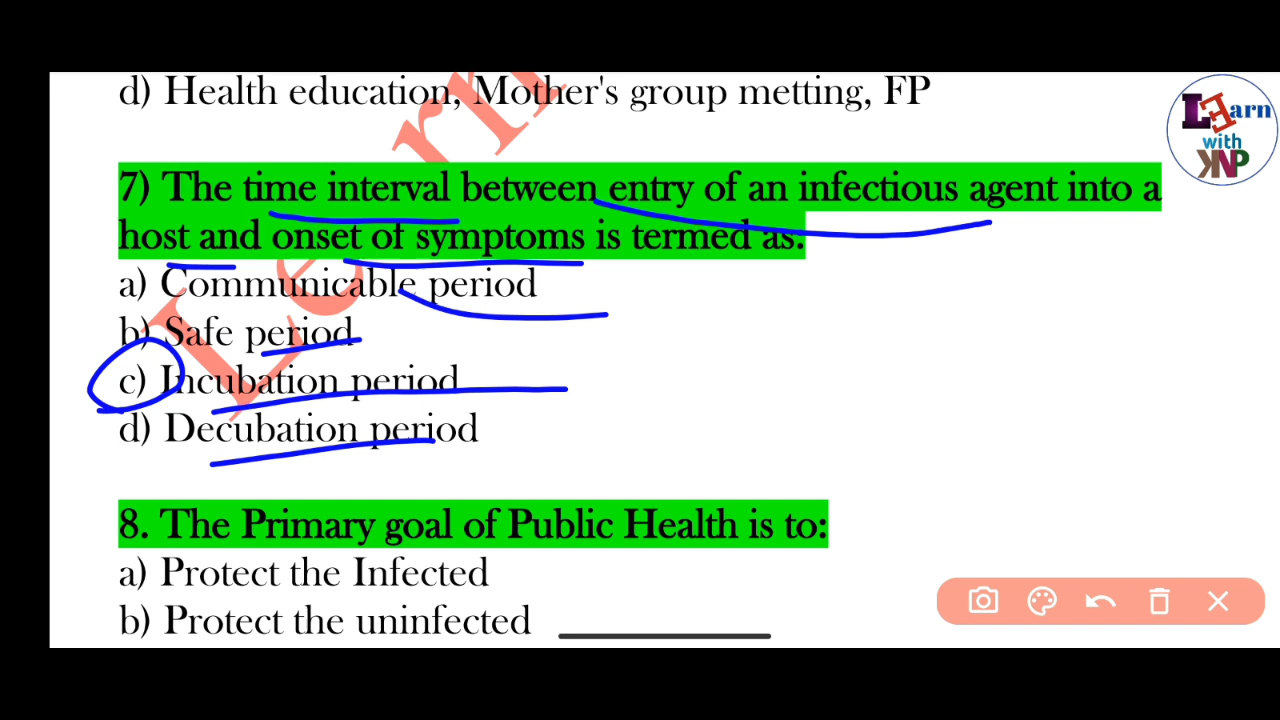 d) Health education, Mother's group metting, FP
LEarn
with
KNP
7) The time interval between entry of an infectious agent into a
host and onset of symptoms is termed as:
a) Communicable period
b) Safe period
c) Incubation period
d) Decubation period
Learn
8. The Primary goal of Public Health is to:
a) Protect the Infected
b) Protect the uninfected